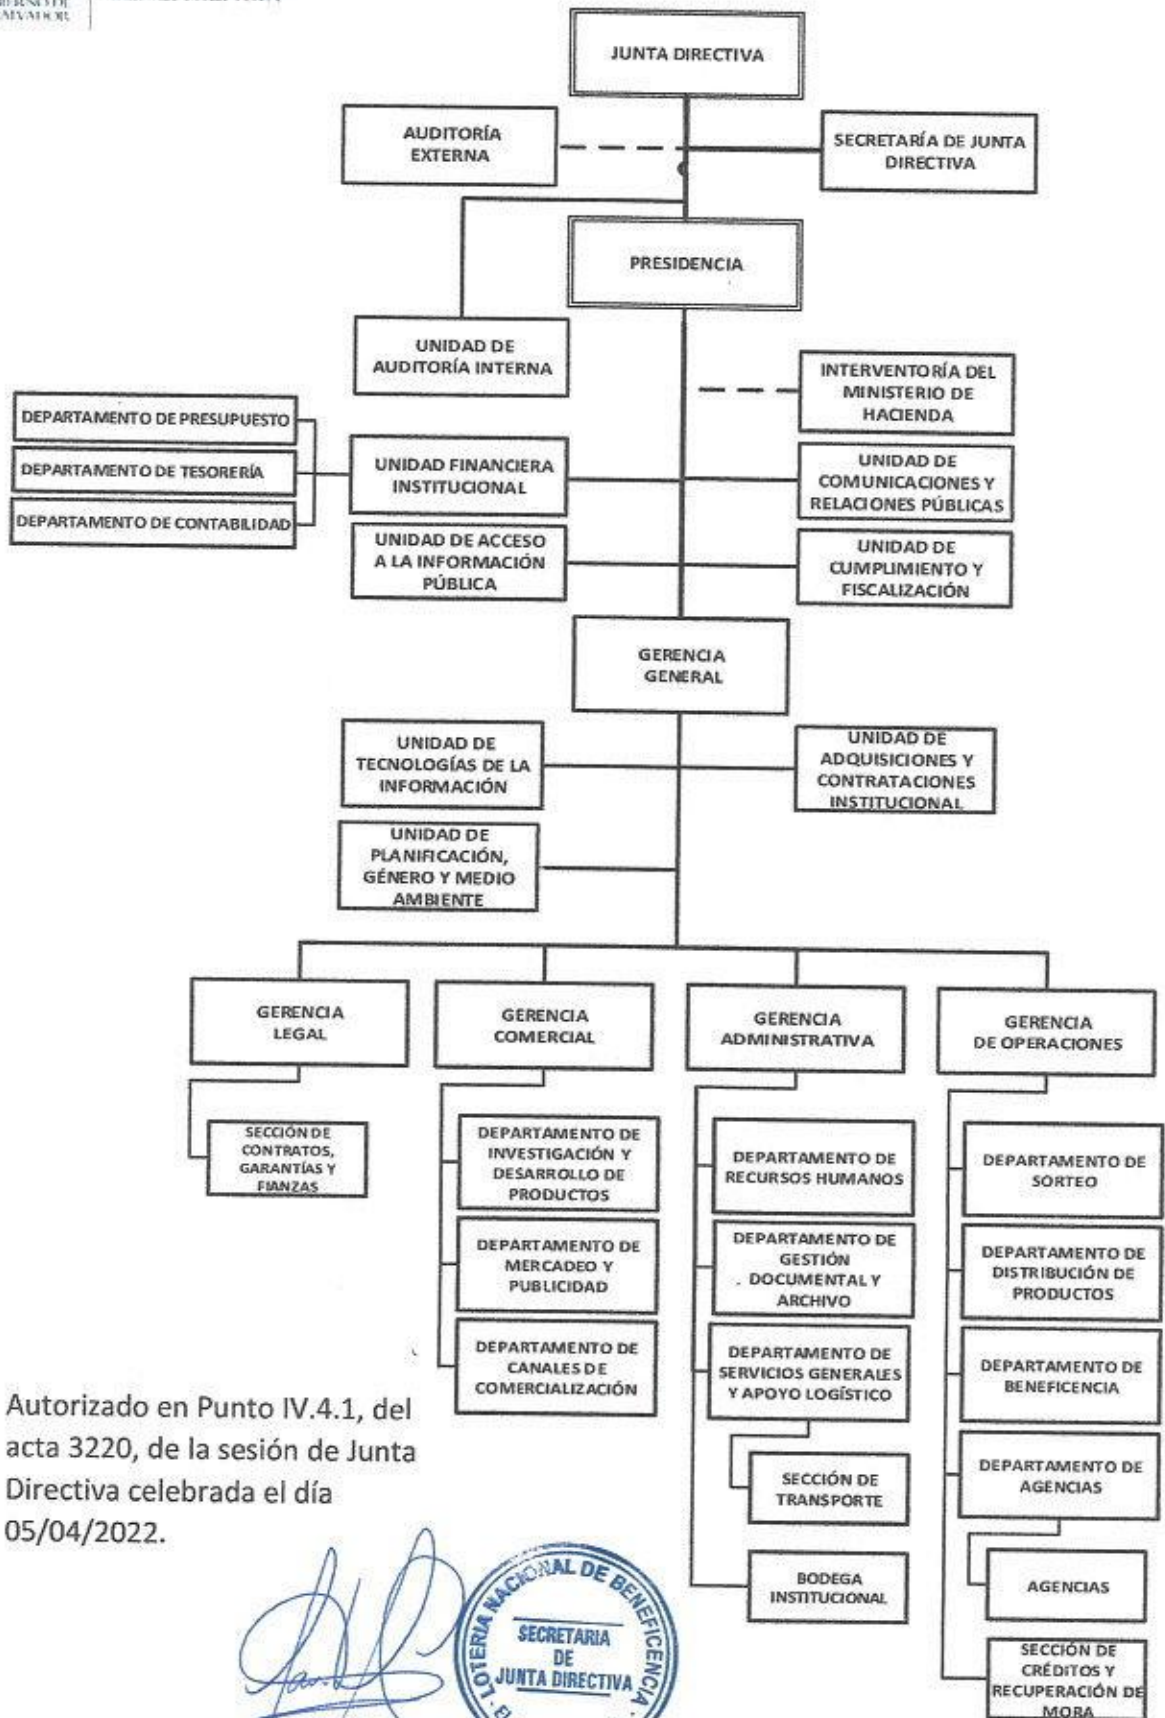 JUNTA DIRECTIVA
AUDITORÍA
EXTERNA
SECRETARÍA DE JUNTA
DIRECTIVA
PRESIDENCIA
UNIDAD DE
AUDITORÍA INTERNA
INTERVENTORÍA DEL
MINISTERIO DE
HACIENDA
DEPARTAMENTO DE PRESUPUESTO
DEPARTAMENTO DE TESORERÍA
DEPARTAMENTO DE CONTABILIDAD
UNIDAD FINANCIERA
INSTITUCIONAL
UNIDAD DE
COMUNICACIONES Y
RELACIONES PÚBLICAS
UNIDAD DE ACCESO
A LA INFORMACIÓN
PÚBLICA
UNIDAD DE
CUMPLIMIENTO Y
FISCALIZACIÓN
GERENCIA
GENERAL
UNIDAD DE
TECNOLOGÍAS DE LA
INFORMACIÓN
UNIDAD DE
ADQUISICIONES Y
CONTRATACIONES
INSTITUCIONAL
UNIDAD DE
PLANIFICACIÓN,
GÉNERO Y MEDIO
AMBIENTE
GERENCIA
LEGAL
GERENCIA
COMERCIAL
GERENCIA
ADMINISTRATIVA
GERENCIA
DE OPERACIONES
SECCIÓN DE
CONTRATOS,
GARANTÍAS Y
FIANZAS
DEPARTAMENTO DE
INVESTIGACIÓN Y
DESARROLLO DE
PRODUCTOS
DEPARTAMENTO DE
MERCADEO Y
PUBLICIDAD
DEPARTAMENTO DE
CANALES DE
COMERCIALIZACIÓN
DEPARTAMENTO DE
RECURSOS HUMANOS
DEPARTAMENTO DE
GESTIÓN
DOCUMENTAL Y
ARCHIVO
DEPARTAMENTO DE
SERVICIOS GENERALES
Y APOYO LOGÍSTICO
SECCIÓN DE
TRANSPORTE
BODEGA
INSTITUCIONAL
DEPARTAMENTO DE
SORTEO
DEPARTAMENTO DE
DISTRIBUCIÓN DE
PRODUCTOS
DEPARTAMENTO DE
BENEFICENCIA
DEPARTAMENTO DE
AGENCIAS
AGENCIAS
SECCIÓN DE
CRÉDITOS Y
RECUPERACIÓN DE
MORA
Autorizado en Punto IV.4.1, del
acta 3220, de la sesión de Junta
Directiva celebrada el día
05/04/2022.
LOTERIA NACIONAL DE BENEFICENCIA
SECRETARIA
DE
JUNTA DIRECTIVA